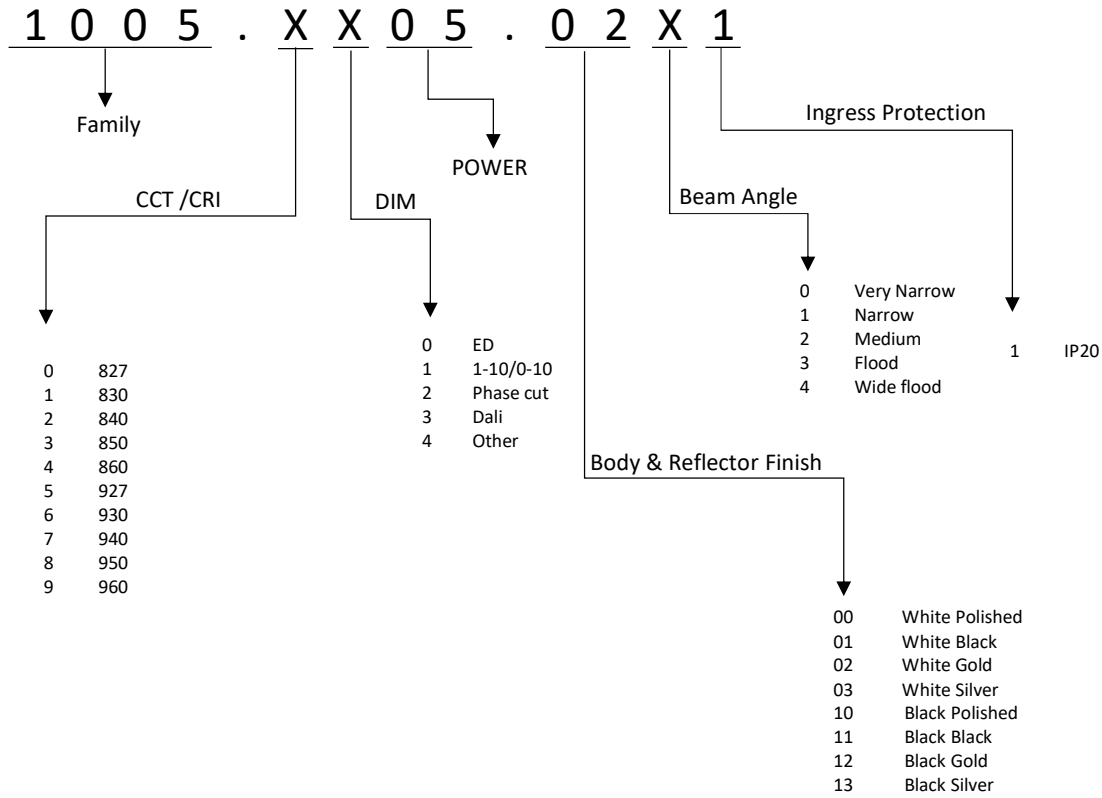 1 0 0 5 . X X 0 5 . 0 2 X 1
Family
POWER
Ingress Protection
CCT /CRI
DIM
Beam Angle
0 827
1 830
2 840
3 850
4 860
5 927
6 930
7 940
8 950
9 960
0 ED
1 1-10/0-10
2 Phase cut
3 Dali
4 Other
0 Very Narrow
1 Narrow
2 Medium
3 Flood
4 Wide flood
1 IP20
Body & Reflector Finish
00 White Polished
01 White Black
02 White Gold
03 White Silver
10 Black Polished
11 Black Black
12 Black Gold
13 Black Silver